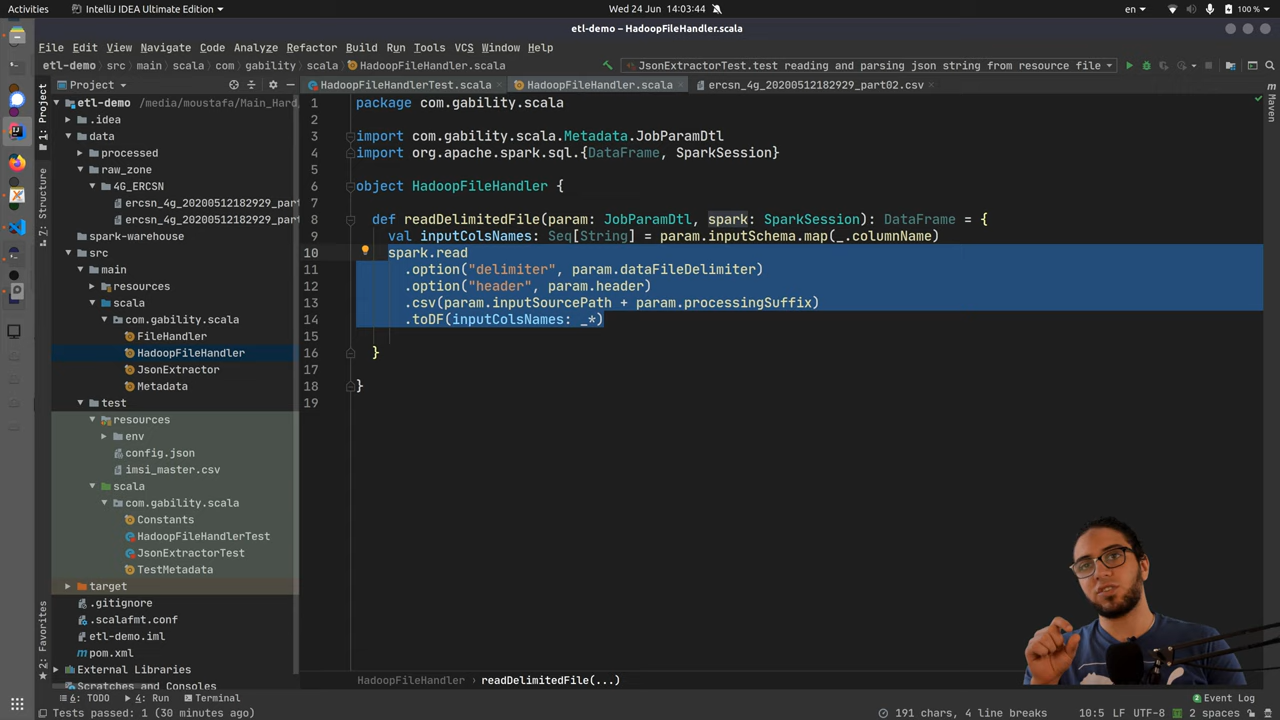 Activities IntelliJ IDEA Ultimate Edition Wed 24 Jun 14:03:44 en 100 %
etl-demo – HadoopFileHandler.scala
File Edit View Navigate Code Analyze Refactor Build Run Tools VCS Window Help
etl-demo src main scala com gability scala HadoopFileHandler.scala JsonExtractorTest.test reading and parsing json string from resource file
Project HadoopFileHandlerTest.scala HadoopFileHandler.scala ercsn_4g_20200512182929_part02.csv
etl-demo /media/moustafa/Main_Hard
.idea
data
processed
raw_zone
4G_ERCSN
ercsn_4g_20200512182929_part
ercsn_4g_20200512182929_part
spark-warehouse
src
main
resources
scala
com.gability.scala
FileHandler
HadoopFileHandler
JsonExtractor
Metadata
test
resources
env
config.json
imsi_master.csv
scala
com.gability.scala
Constants
HadoopFileHandlerTest
JsonExtractorTest
TestMetadata
target
.gitignore
.scalafmt.conf
etl-demo.iml
pom.xml
External Libraries
Scratches and Consoles
1: Project
7: Structure
2: Favorites
1 package com.gability.scala
2
3 import com.gability.scala.Metadata.JobParamDtl
4 import org.apache.spark.sql.{DataFrame, SparkSession}
5
6 object HadoopFileHandler {
7
8 def readDelimitedFile(param: JobParamDtl, spark: SparkSession): DataFrame = {
9 val inputColsNames: Seq[String] = param.inputSchema.map(_.columnName)
10 spark.read
11 .option("delimiter", param.dataFileDelimiter)
12 .option("header", param.header)
13 .csv(param.inputSourcePath + param.processingSuffix)
14 .toDF(inputColsNames: _*)
15
16 }
17
18 }
19
Maven
HadoopFileHandler readDelimitedFile(...)
6: TODO 4: Run Terminal Event Log
Tests passed: 1 (30 minutes ago) 191 chars, 4 line breaks 10:5 LF UTF-8 2 spaces